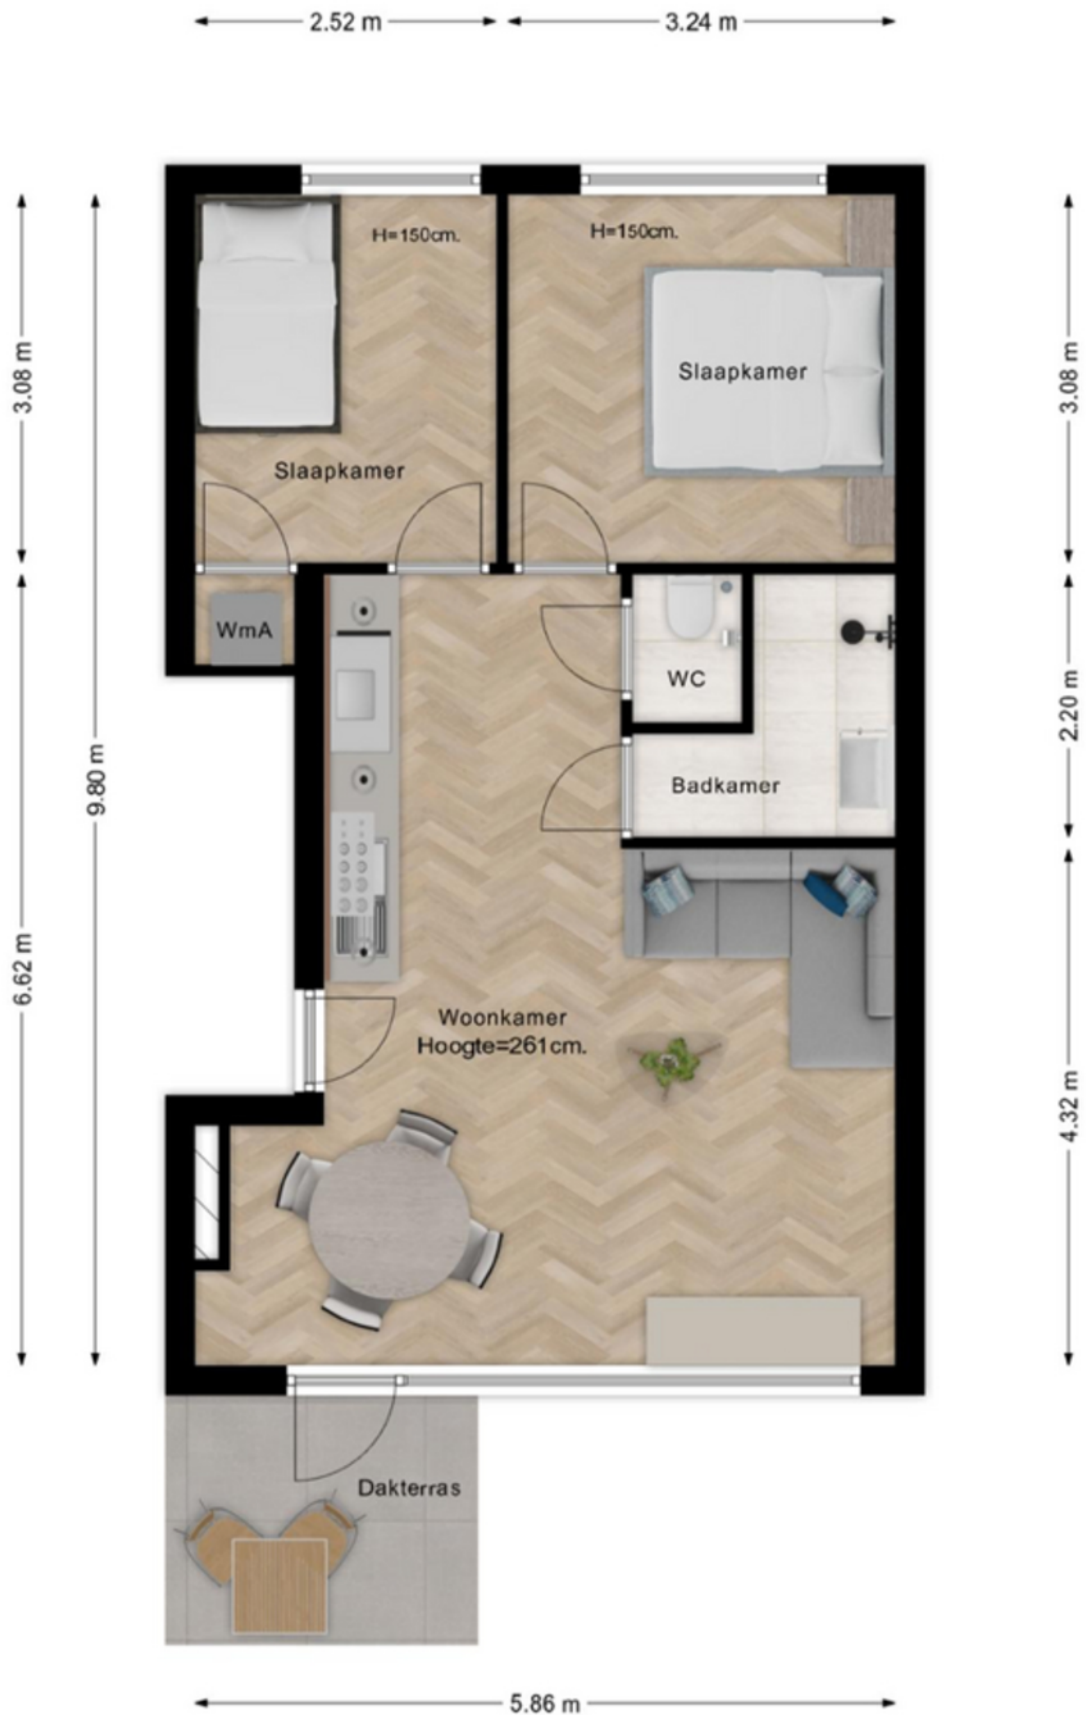 2.52 m
3.24 m
H=150cm.
H=150cm.
3.08 m
3.08 m
Slaapkamer
Slaapkamer
WmA
WC
2.20 m
9.80 m
Badkamer
6.62 m
Woonkamer
Hoogte=261cm.
4.32 m
Dakterras
5.86 m